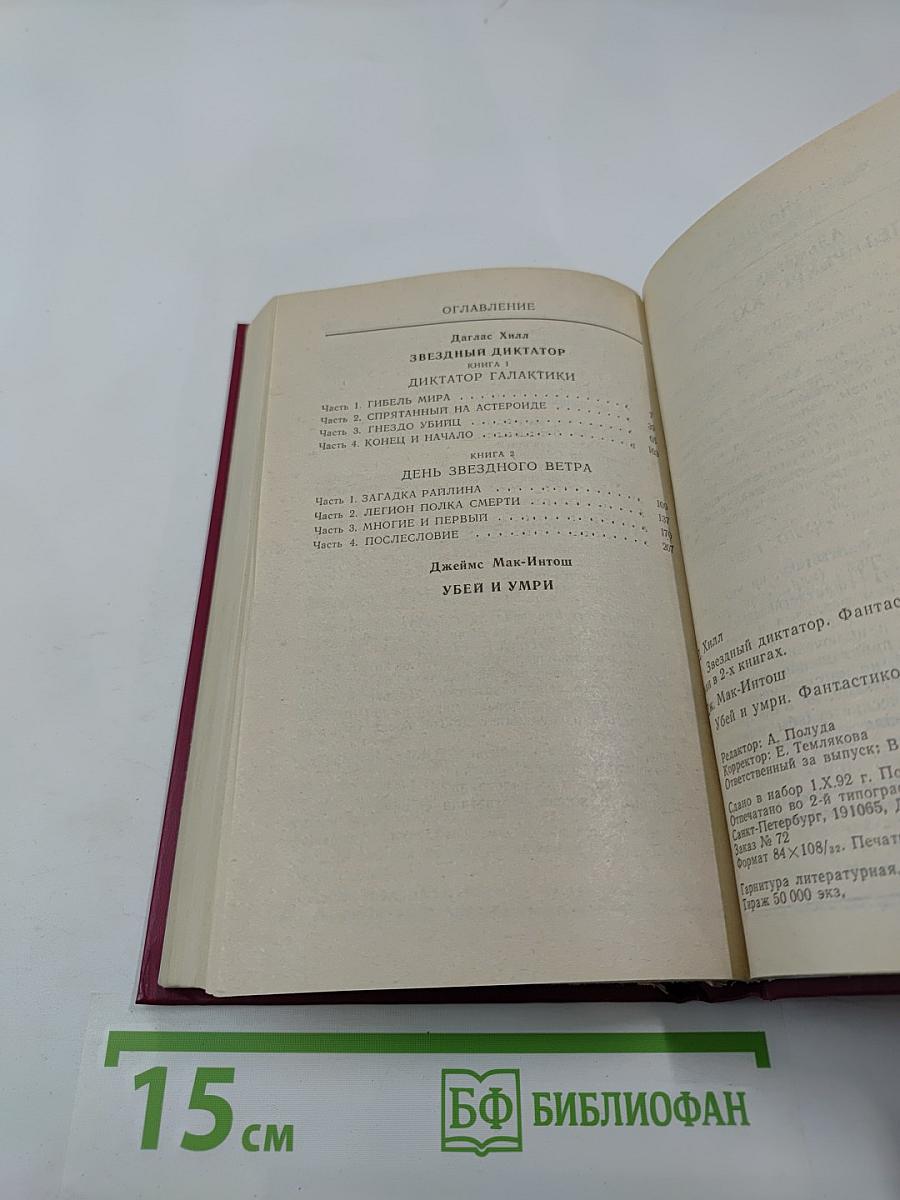 ОГЛАВЛЕНИЕ
Даглас Хилл
ЗВЕЗДНЫЙ ДИКТАТОР
КНИГА 1
ДИКТАТОР ГАЛАКТИКИ
Часть 1. ГИБЕЛЬ МИРА
Часть 2. СПРЯТАННЫЙ НА АСТЕРОИДЕ
Часть 3. ГНЕЗДО УБИЙЦ
Часть 4. КОНЕЦ И НАЧАЛО
КНИГА 2
ДЕНЬ ЗВЕЗДНОГО ВЕТРА
Часть 1. ЗАГАДКА РАЙЛИНА
Часть 2. ЛЕГИОН ПОЛКА СМЕРТИ
Часть 3. МНОГИЕ И ПЕРВЫЙ 137
Часть 4. ПОСЛЕСЛОВИЕ 207
Джеймс Мак-Интош
УБЕЙ И УМРИ
Хилл
Звездный диктатор. Фантас
в 2-х книгах.
Мак-Интош
Убей и умри. Фантастико
Редактор: А. Полуда
Корректор: Е. Темлякова
Ответственный за выпуск: В
Сдано в набор 1.X.92 г. По
Отпечатано во 2-й типограф
Санкт-Петербург, 191065, Д
Заказ № 72
Формат 84×108/32. Печат
Гарнитура литературная.
Тираж 50 000 экз,
15 см
БФ БИБЛИОФАН